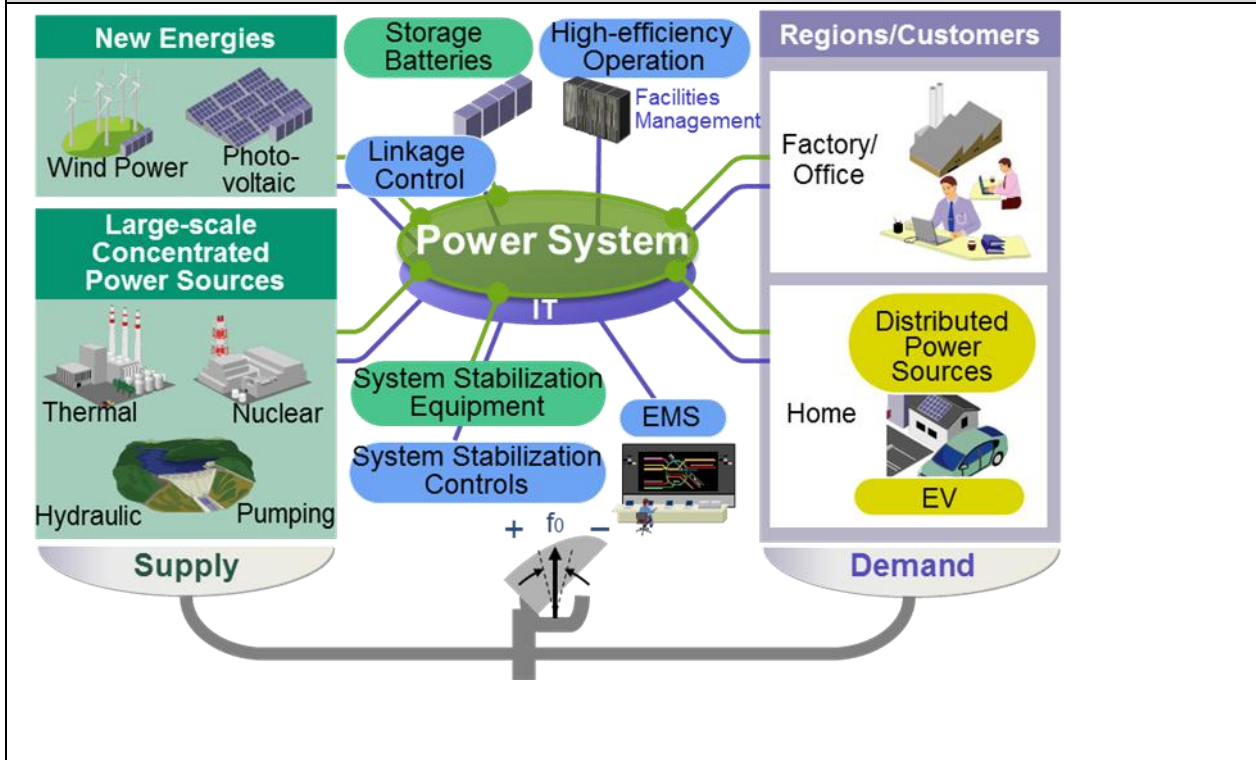 New Energies
Wind Power
Photo-
voltaic
Large-scale
Concentrated
Power Sources
Thermal
Nuclear
Hydraulic
Pumping
Supply
Storage
Batteries
High-efficiency
Operation
Facilities
Management
Linkage
Control
Power System
IT
System Stabilization
Equipment
System Stabilization
Controls
EMS
+ f0 −
Regions/Customers
Factory/
Office
Home
Distributed
Power
Sources
EV
Demand